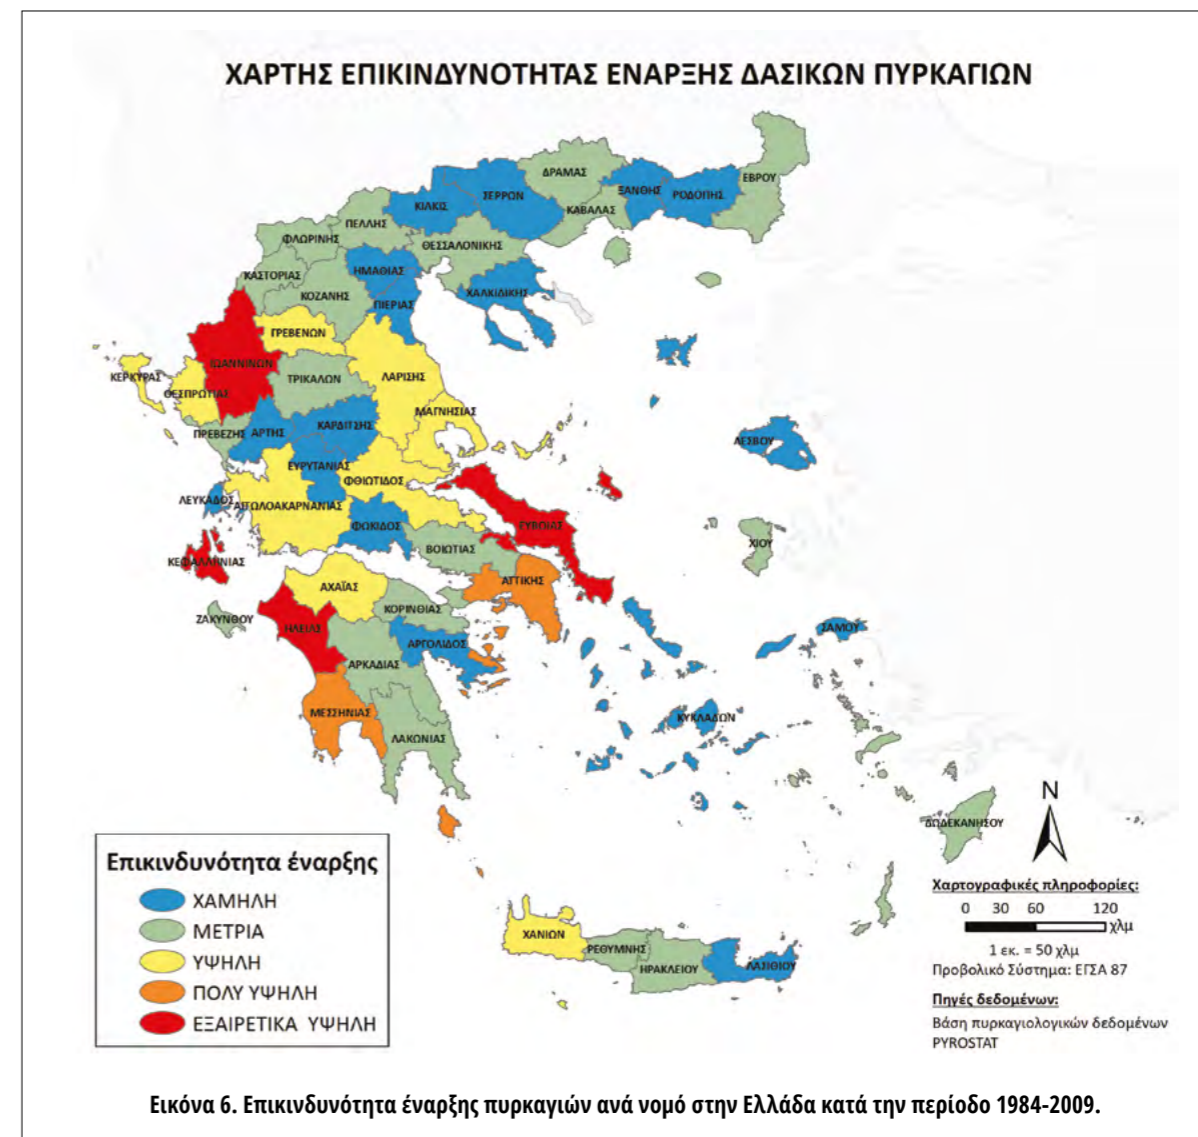 ΧΑΡΤΗΣ ΕΠΙΚΙΝΔΥΝΟΤΗΤΑΣ ΕΝΑΡΞΗΣ ΔΑΣΙΚΩΝ ΠΥΡΚΑΓΙΩΝ
ΔΡΑΜΑΣ
ΕΒΡΟΥ
ΞΑΝΘΗΣ
ΡΟΔΟΠΗΣ
ΣΕΡΡΩΝ
ΚΙΛΚΙΣ
ΚΑΒΑΛΑΣ
ΠΕΛΛΗΣ
ΦΛΩΡΙΝΗΣ
ΘΕΣΣΑΛΟΝΙΚΗΣ
ΚΑΣΤΟΡΙΑΣ
ΗΜΑΘΙΑΣ
ΚΟΖΑΝΗΣ
ΧΑΛΚΙΔΙΚΗΣ
ΠΙΕΡΙΑΣ
ΓΡΕΒΕΝΩΝ
ΙΩΑΝΝΙΝΩΝ
ΚΕΡΚΥΡΑΣ
ΤΡΙΚΑΛΩΝ
ΛΑΡΙΣΗΣ
ΘΕΣΠΡΩΤΙΑΣ
ΜΑΓΝΗΣΙΑΣ
ΠΡΕΒΕΖΗΣ
ΑΡΤΗΣ
ΚΑΡΔΙΤΣΗΣ
ΛΕΣΒΟΥ
ΕΥΡΥΤΑΝΙΑΣ
ΦΘΙΩΤΙΔΟΣ
ΛΕΥΚΑΔΟΣ
ΑΙΤΩΛΟΑΚΑΡΝΑΝΙΑΣ
ΦΩΚΙΔΟΣ
ΕΥΒΟΙΑΣ
ΒΟΙΩΤΙΑΣ
ΧΙΟΥ
ΚΕΦΑΛΛΗΝΙΑΣ
ΑΧΑΪΑΣ
ΑΤΤΙΚΗΣ
ΚΟΡΙΝΘΙΑΣ
ΖΑΚΥΝΘΟΥ
ΗΛΕΙΑΣ
ΣΑΜΟΥ
ΑΡΓΟΛΙΔΟΣ
ΑΡΚΑΔΙΑΣ
ΜΕΣΣΗΝΙΑΣ
ΚΥΚΛΑΔΩΝ
ΛΑΚΩΝΙΑΣ
ΔΩΔΕΚΑΝΗΣΟΥ
ΧΑΝΙΩΝ
ΡΕΘΥΜΝΗΣ
ΗΡΑΚΛΕΙΟΥ
ΛΑΣΙΘΙΟΥ
Επικινδυνότητα έναρξης
ΧΑΜΗΛΗ
ΜΕΤΡΙΑ
ΥΨΗΛΗ
ΠΟΛΥ ΥΨΗΛΗ
ΕΞΑΙΡΕΤΙΚΑ ΥΨΗΛΗ
N
Χαρτογραφικές πληροφορίες:
0 30 60 120
χλμ
1 εκ. = 50 χλμ
Προβολικό Σύστημα: ΕΓΣΑ 87
Πηγές δεδομένων:
Βάση πυρκαγιολογικών δεδομένων
PYROSTAT
Εικόνα 6. Επικινδυνότητα έναρξης πυρκαγιών ανά νομό στην Ελλάδα κατά την περίοδο 1984-2009.